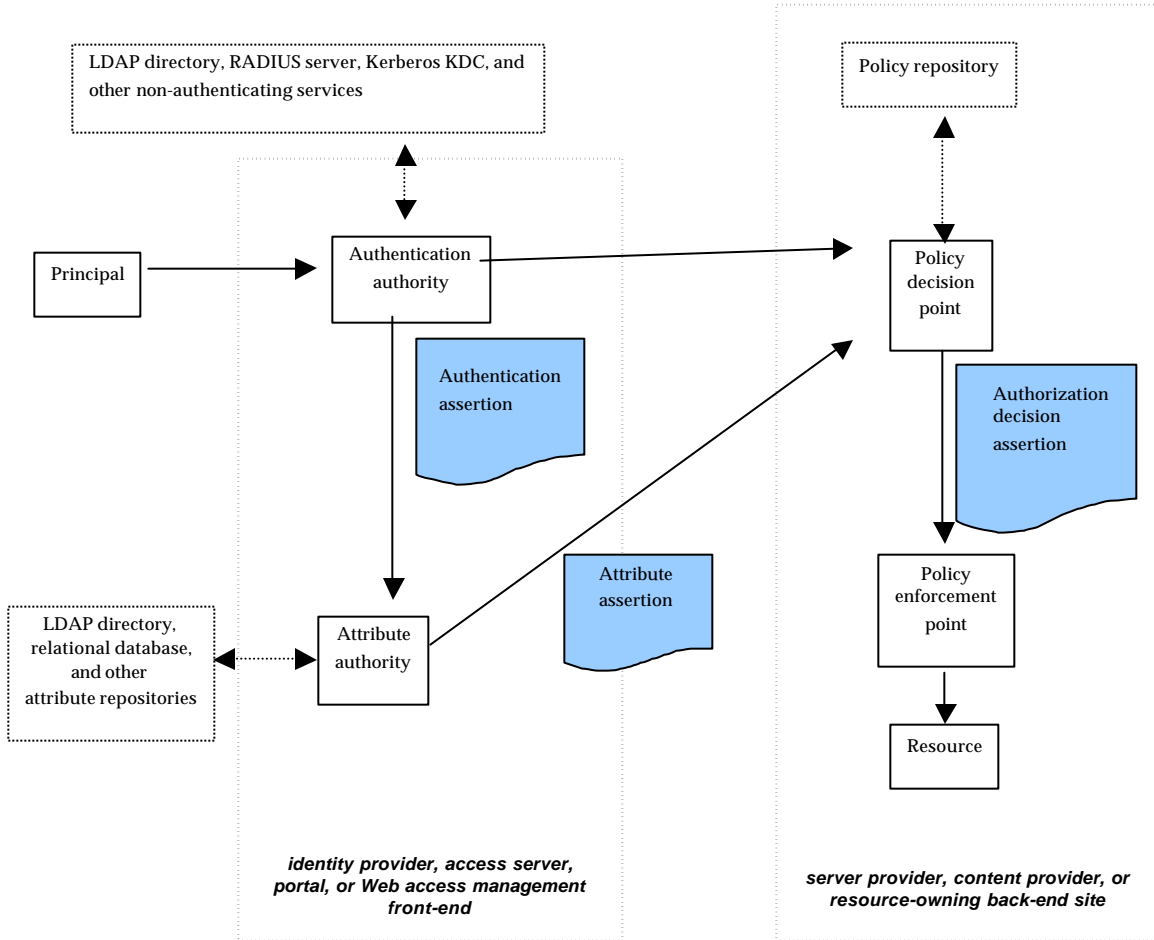 LDAP directory, RADIUS server, Kerberos KDC, and
other non-authenticating services
Policy repository
Principal
Authentication
authority
Policy
decision
point
Authentication
assertion
Authorization
decision
assertion
Attribute
assertion
Policy
enforcement
point
LDAP directory,
relational database,
and other
attribute repositories
Attribute
authority
Resource
identity provider, access server,
portal, or Web access management
front-end
server provider, content provider, or
resource-owning back-end site